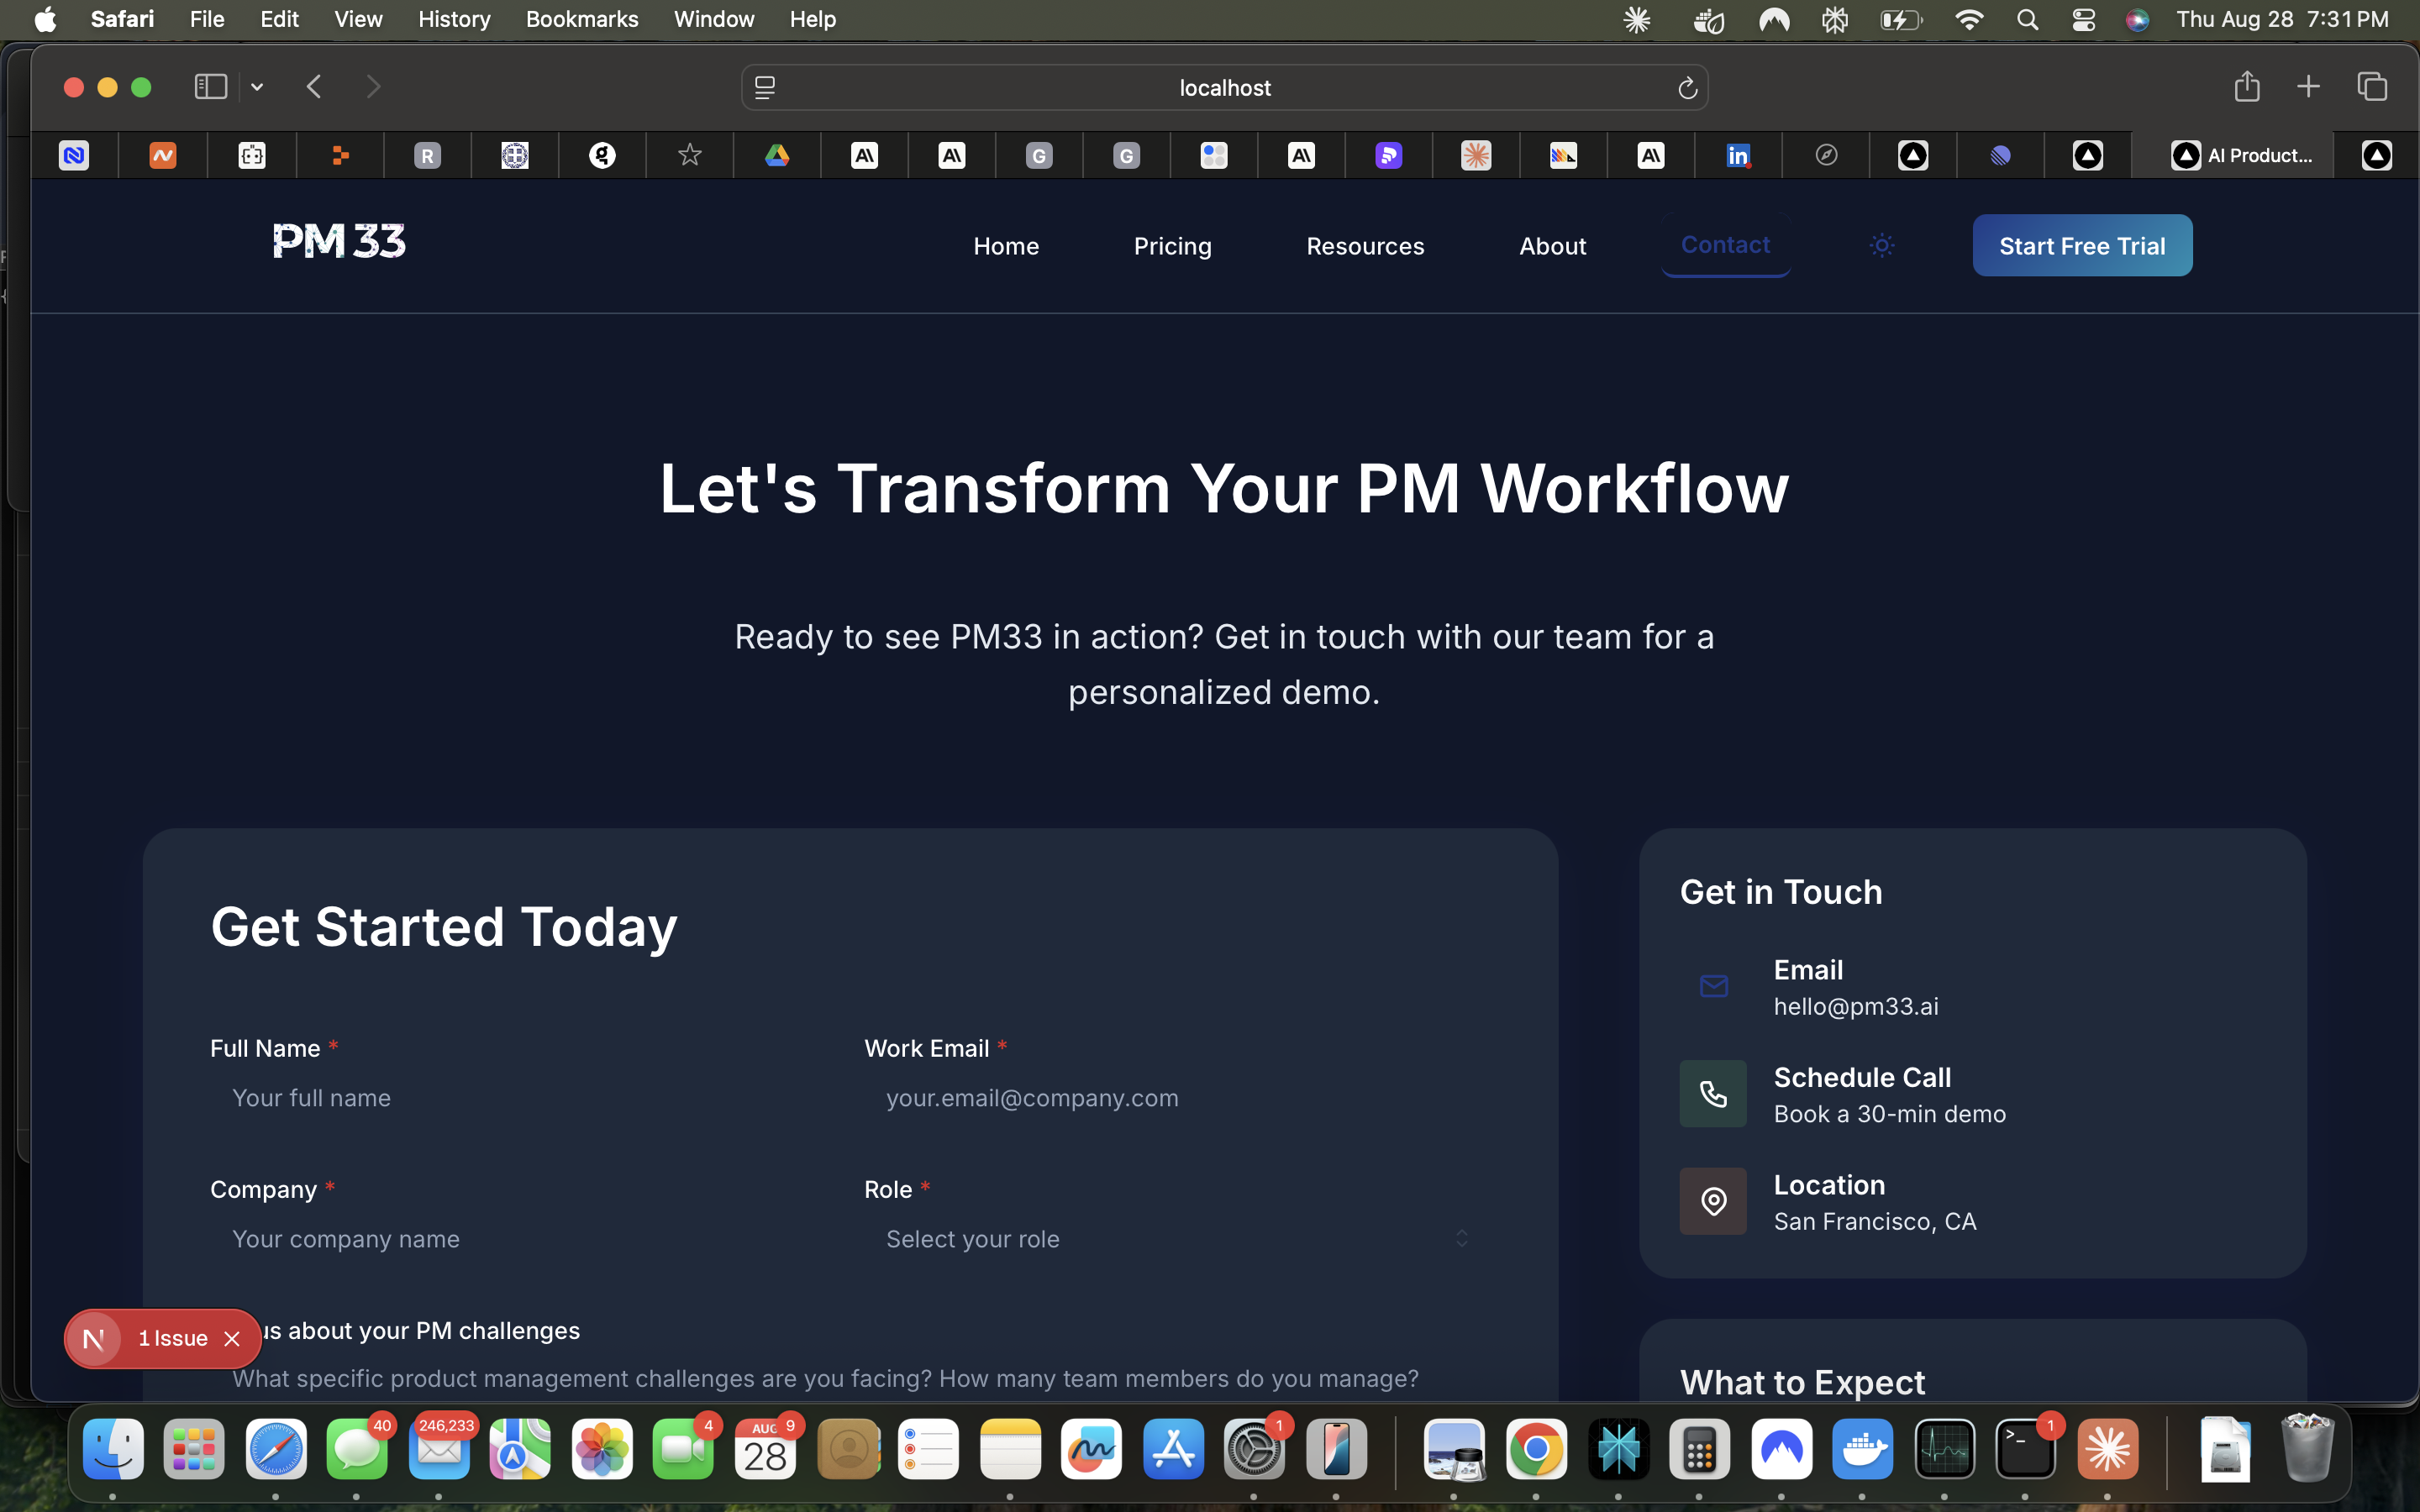 Safari File Edit View History Bookmarks Window Help Thu Aug 28 7:31 PM
localhost
R G G in AI Product...
PM 33 Home Pricing Resources About Contact Start Free Trial
Let's Transform Your PM Workflow
Ready to see PM33 in action? Get in touch with our team for a
personalized demo.
Get Started Today
Full Name * Work Email *
Your full name your.email@company.com
Company * Role *
Your company name Select your role
us about your PM challenges
What specific product management challenges are you facing? How many team members do you manage?
N 1 Issue
Get in Touch
Email
hello@pm33.ai
Schedule Call
Book a 30-min demo
Location
San Francisco, CA
What to Expect
40 246,233 4 AUG 28 9 1 1